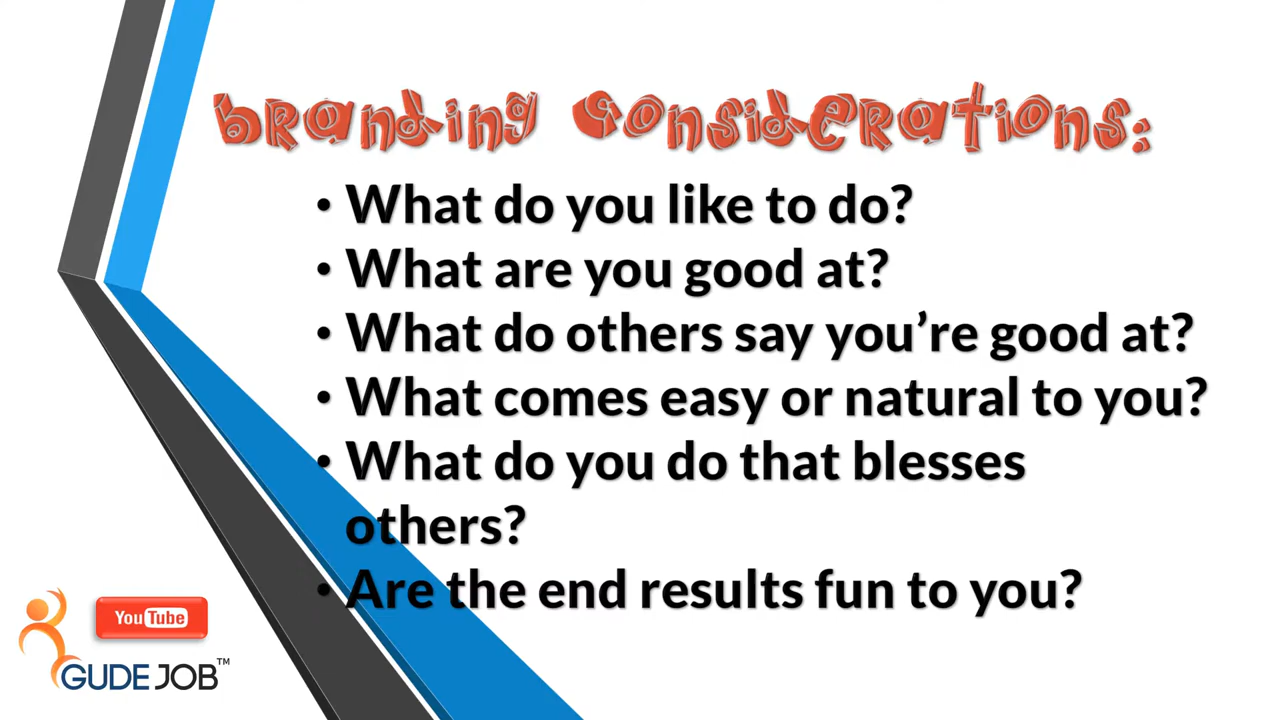 Branding Considerations:
• What do you like to do?
• What are you good at?
• What do others say you’re good at?
• What comes easy or natural to you?
• What do you do that blesses
others?
• Are the end results fun to you?
YouTube
GUDE JOB™